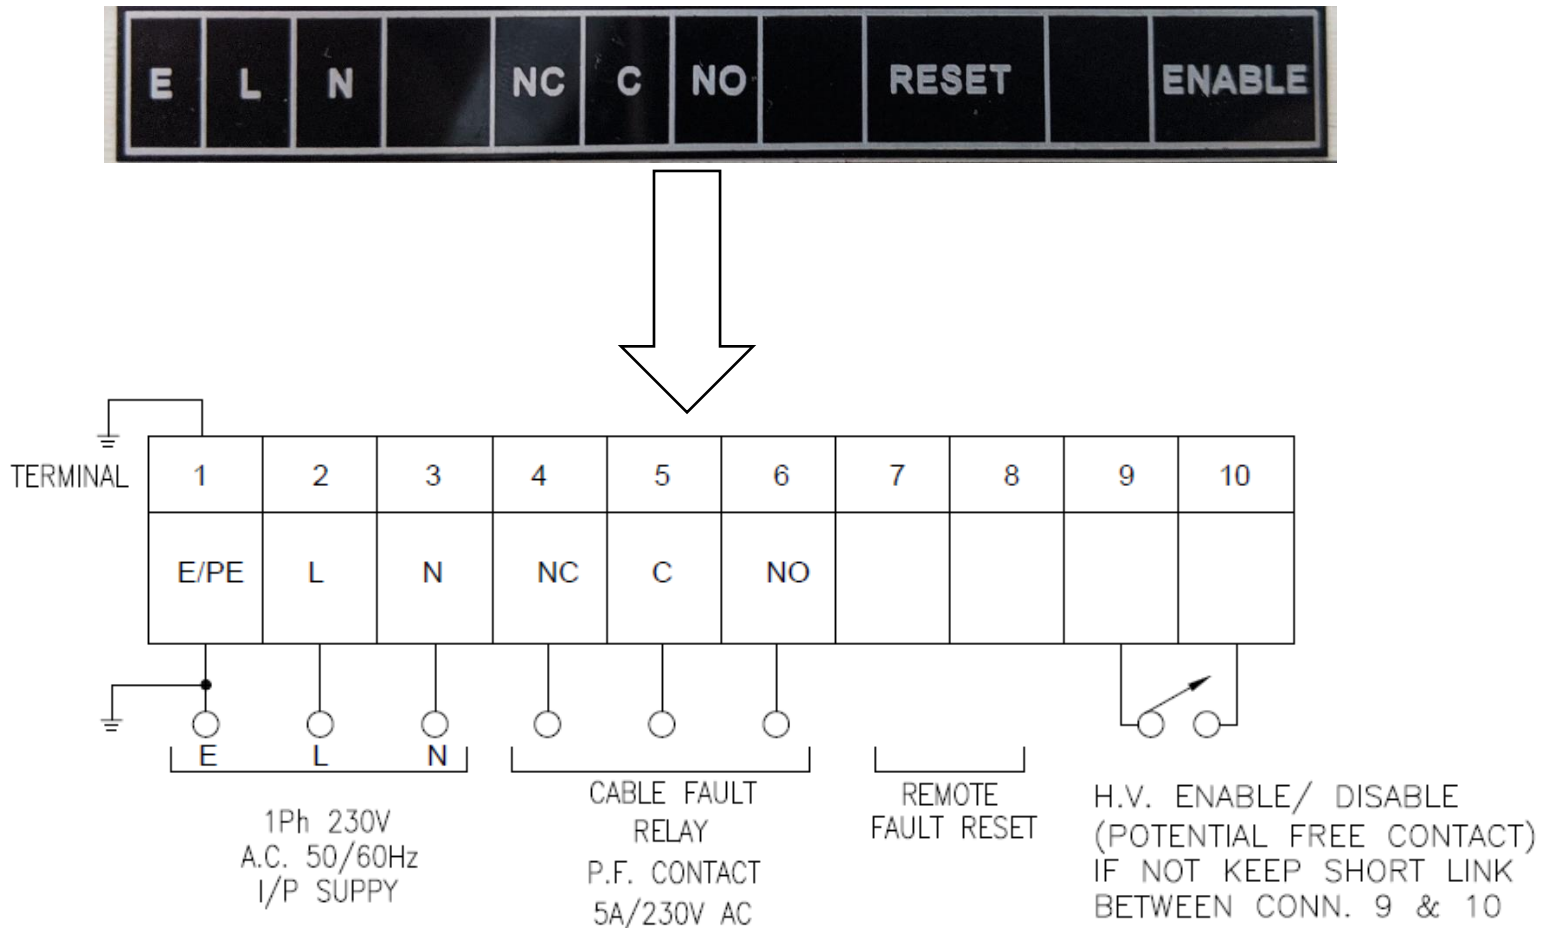 E L N NC C NO RESET ENABLE
TERMINAL 1 2 3 4 5 6 7 8 9 10
E/PE L N NC C NO
E L N
1Ph 230V
A.C. 50/60Hz
I/P SUPPY
CABLE FAULT
RELAY
P.F. CONTACT
5A/230V AC
REMOTE
FAULT RESET
H.V. ENABLE/ DISABLE
(POTENTIAL FREE CONTACT)
IF NOT KEEP SHORT LINK
BETWEEN CONN. 9 & 10